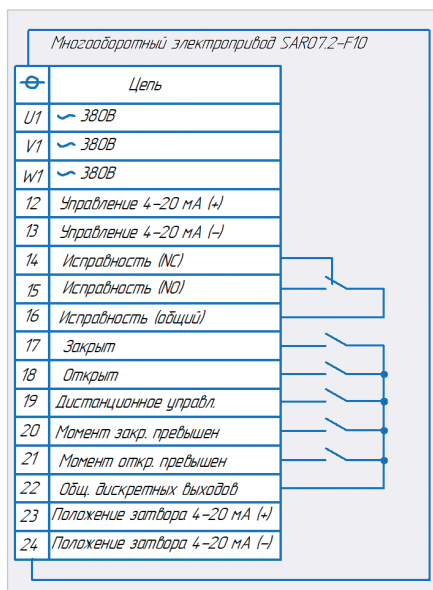 Многооборотный электропривод SAR07.2-F10
Цепь
U1 ~ 380В
V1 ~ 380В
W1 ~ 380В
12 Управление 4-20 мА (+)
13 Управление 4-20 мА (-)
14 Исправность (NC)
15 Исправность (NO)
16 Исправность (общий)
17 Закрыт
18 Открыт
19 Дистанционное управл.
20 Момент закр. превышен
21 Момент откр. превышен
22 Общ. дискретных выходов
23 Положение затвора 4-20 мА (+)
24 Положение затвора 4-20 мА (-)